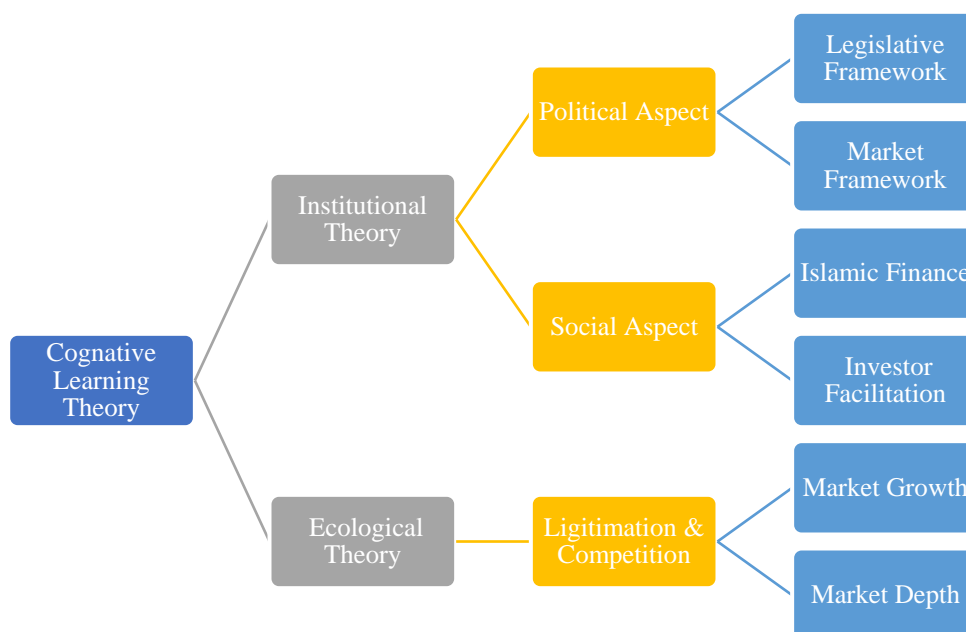 Legislative
Framework
Political Aspect
Market
Framework
Institutional
Theory
Islamic Finance
Social Aspect
Investor
Facilitation
Cognative
Learning
Theory
Market Growth
Ecological
Theory
Ligitimation &
Competition
Market Depth